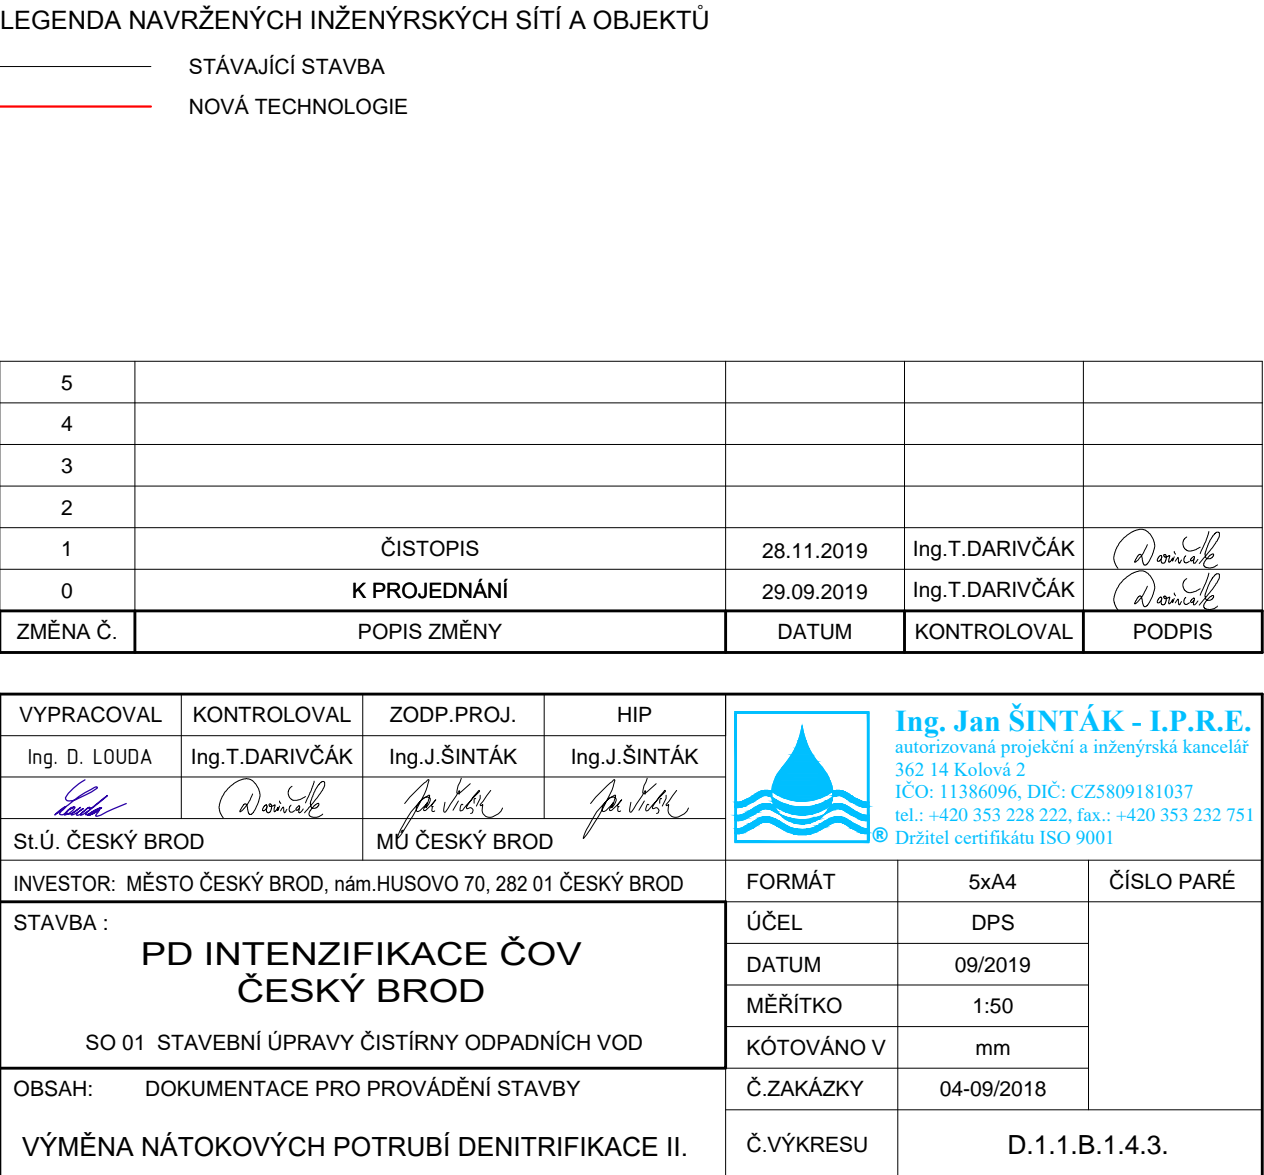 LEGENDA NAVRŽENÝCH INŽENÝRSKÝCH SÍTÍ A OBJEKTŮ
STÁVAJÍCÍ STAVBA
NOVÁ TECHNOLOGIE
5
4
3
2
1 ČISTOPIS 28.11.2019 Ing.T.DARIVČÁK
0 K PROJEDNÁNÍ 29.09.2019 Ing.T.DARIVČÁK
ZMĚNA Č. POPIS ZMĚNY DATUM KONTROLOVAL PODPIS
VYPRACOVAL KONTROLOVAL ZODP.PROJ. HIP
Ing. D. LOUDA Ing.T.DARIVČÁK Ing.J.ŠINTÁK Ing.J.ŠINTÁK
Louda
St.Ú. ČESKÝ BROD MÚ ČESKÝ BROD
Ing. Jan ŠINTÁK - I.P.R.E.
autorizovaná projekční a inženýrská kancelář
362 14 Kolová 2
IČO: 11386096, DIČ: CZ5809181037
tel.: +420 353 228 222, fax.: +420 353 232 751
® Držitel certifikátu ISO 9001
INVESTOR: MĚSTO ČESKÝ BROD, nám.HUSOVO 70, 282 01 ČESKÝ BROD
FORMÁT 5xA4 ČÍSLO PARÉ
STAVBA :
PD INTENZIFIKACE ČOV
ČESKÝ BROD
SO 01 STAVEBNÍ ÚPRAVY ČISTÍRNY ODPADNÍCH VOD
ÚČEL DPS
DATUM 09/2019
MĚŘÍTKO 1:50
KÓTOVÁNO V mm
OBSAH: DOKUMENTACE PRO PROVÁDĚNÍ STAVBY
Č.ZAKÁZKY 04-09/2018
VÝMĚNA NÁTOKOVÝCH POTRUBÍ DENITRIFIKACE II.
Č.VÝKRESU D.1.1.B.1.4.3.